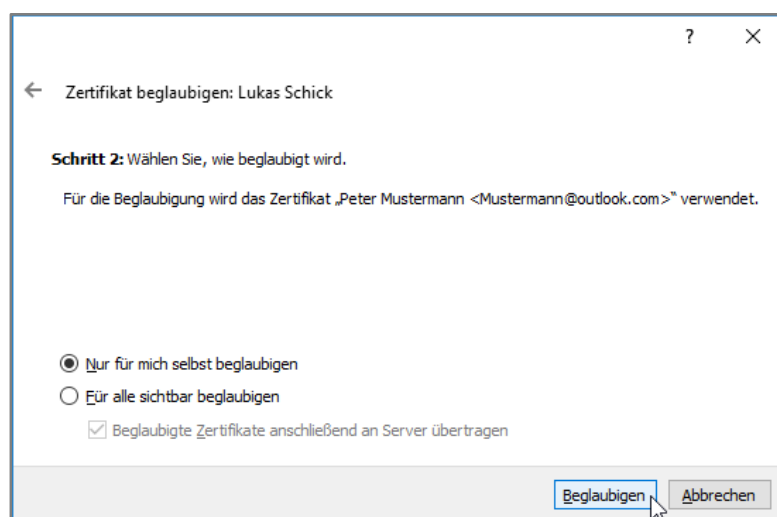 ?
Zertifikat beglaubigen: Lukas Schick
Schritt 2: Wählen Sie, wie beglaubigt wird.
Für die Beglaubigung wird das Zertifikat „Peter Mustermann <Mustermann@outlook.com>“ verwendet.
Nur für mich selbst beglaubigen
Für alle sichtbar beglaubigen
Beglaubigte Zertifikate anschließend an Server übertragen
Beglaubigen Abbrechen